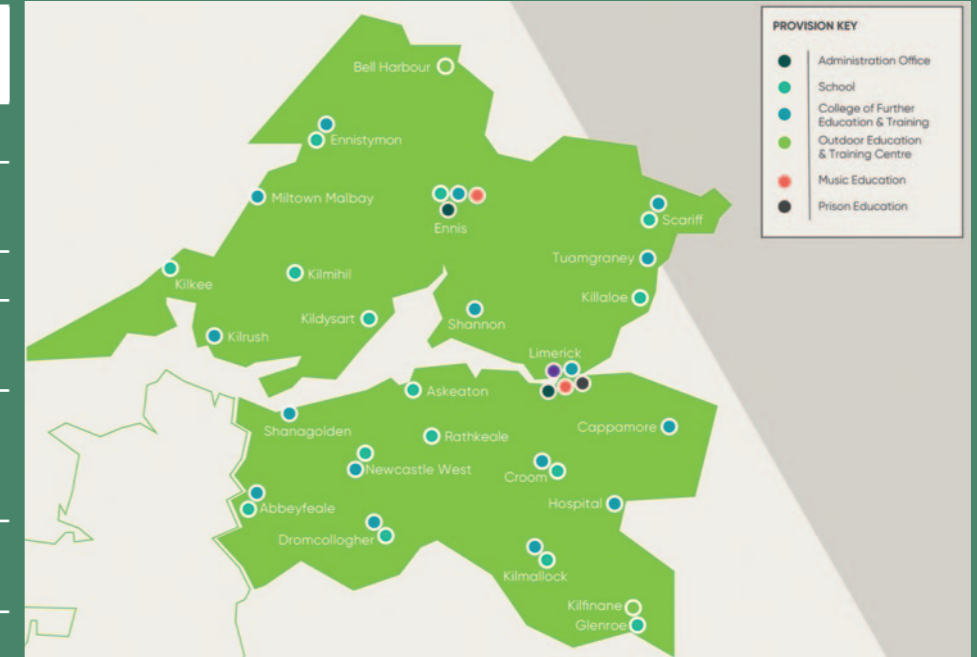 PROVISION KEY
Administration Office
School
College of Further
Education & Training
Outdoor Education
& Training Centre
Music Education
Prison Education
Bell Harbour
Ennistymon
Miltown Malbay
Ennis
Scariff
Tuamgraney
Kilkee
Kilmihil
Killaloe
Kildysart
Shannon
Kilrush
Limerick
Askeaton
Shanagolden
Cappamore
Rathkeale
Newcastle West
Croom
Hospital
Abbeyfeale
Dromcollogher
Kilmallock
Kilfinane
Glenroe